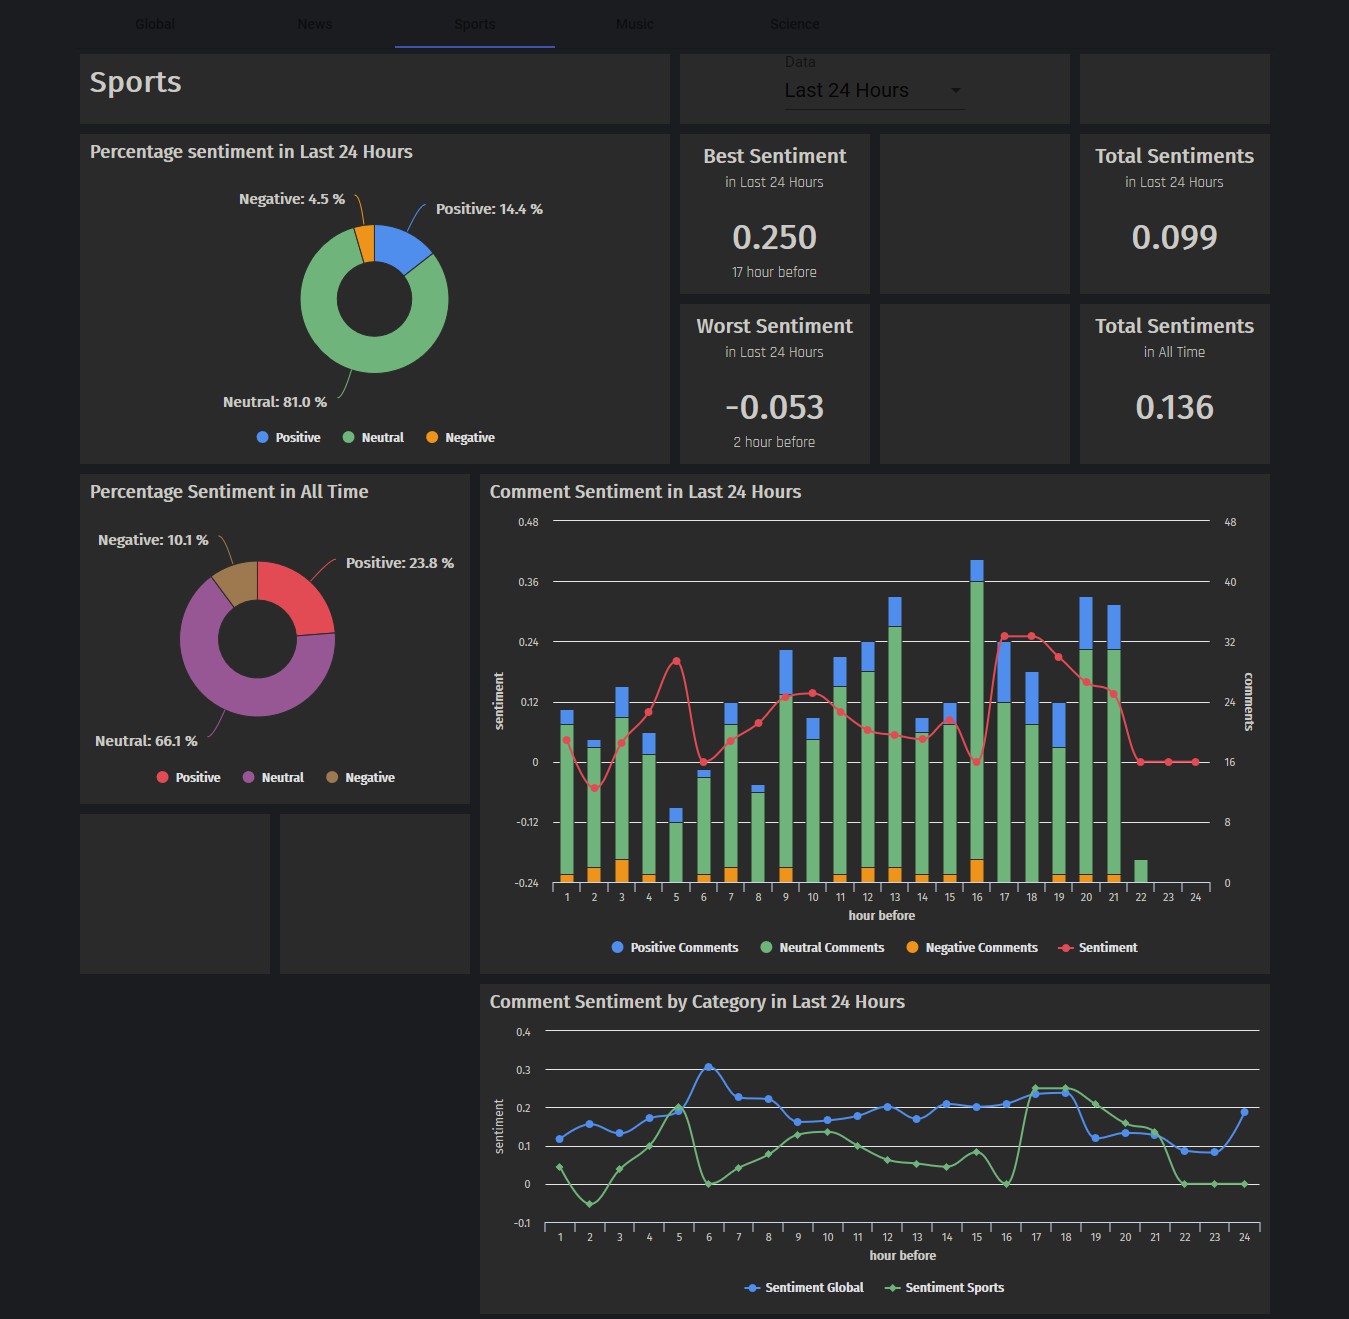 Global News Sports Music Science
Sports
Data
Last 24 Hours
Percentage sentiment in Last 24 Hours
Negative: 4.5 %
Positive: 14.4 %
Neutral: 81.0 %
Positive Neutral Negative
Best Sentiment
in Last 24 Hours
0.250
17 hour before
Total Sentiments
in Last 24 Hours
0.099
Worst Sentiment
in Last 24 Hours
-0.053
2 hour before
Total Sentiments
in All Time
0.136
Percentage Sentiment in All Time
Negative: 10.1 %
Positive: 23.8 %
Neutral: 66.1 %
Positive Neutral Negative
Comment Sentiment in Last 24 Hours
0.48 48
0.36 40
0.24 32
0.12 24
0 16
-0.12 8
-0.24 0
sentiment
comments
1 2 3 4 5 6 7 8 9 10 11 12 13 14 15 16 17 18 19 20 21 22 23 24
hour before
Positive Comments Neutral Comments Negative Comments Sentiment
Comment Sentiment by Category in Last 24 Hours
0.4
0.3
0.2
0.1
0
-0.1
sentiment
1 2 3 4 5 6 7 8 9 10 11 12 13 14 15 16 17 18 19 20 21 22 23 24
hour before
Sentiment Global Sentiment Sports